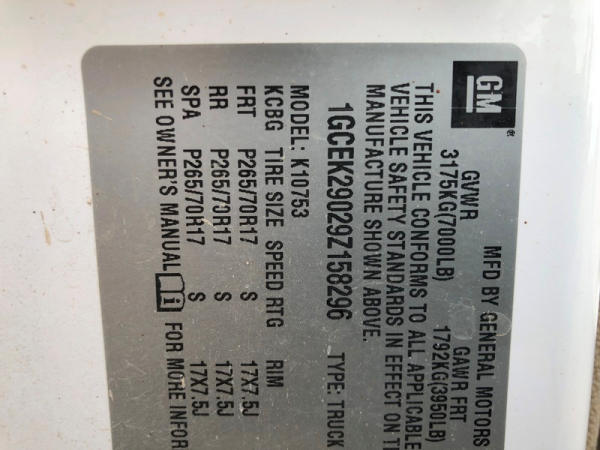 GM®
MFD BY GENERAL MOTORS
GVWR GAWR FRT
3175KG(7000LB) 1792KG(3950LB)
THIS VEHICLE CONFORMS TO ALL APPLICABLE
VEHICLE SAFETY STANDARDS IN EFFECT ON
MANUFACTURE SHOWN ABOVE.
1GCEK29029Z158296 TYPE: TRUCK
MODEL: K10753
KCBG TIRE SIZE SPEED RTG RIM
FRT P265/70R17 S 17X7.5J
RR P265/70R17 S 17X7.5J
SPA P265/70R17 S 17X7.5J
SEE OWNER'S MANUAL FOR MORE INFOR